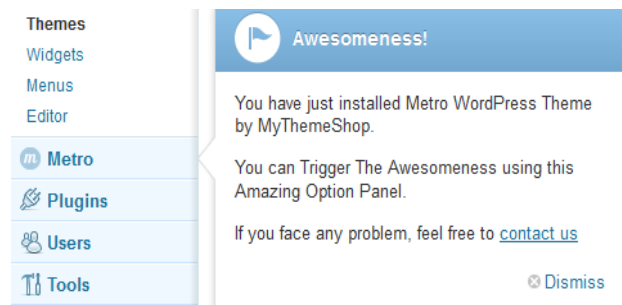 Themes
Widgets
Menus
Editor
Metro
Plugins
Users
Tools
Awesomeness!
You have just installed Metro WordPress Theme
by MyThemeShop.
You can Trigger The Awesomeness using this
Amazing Option Panel.
If you face any problem, feel free to contact us
Dismiss